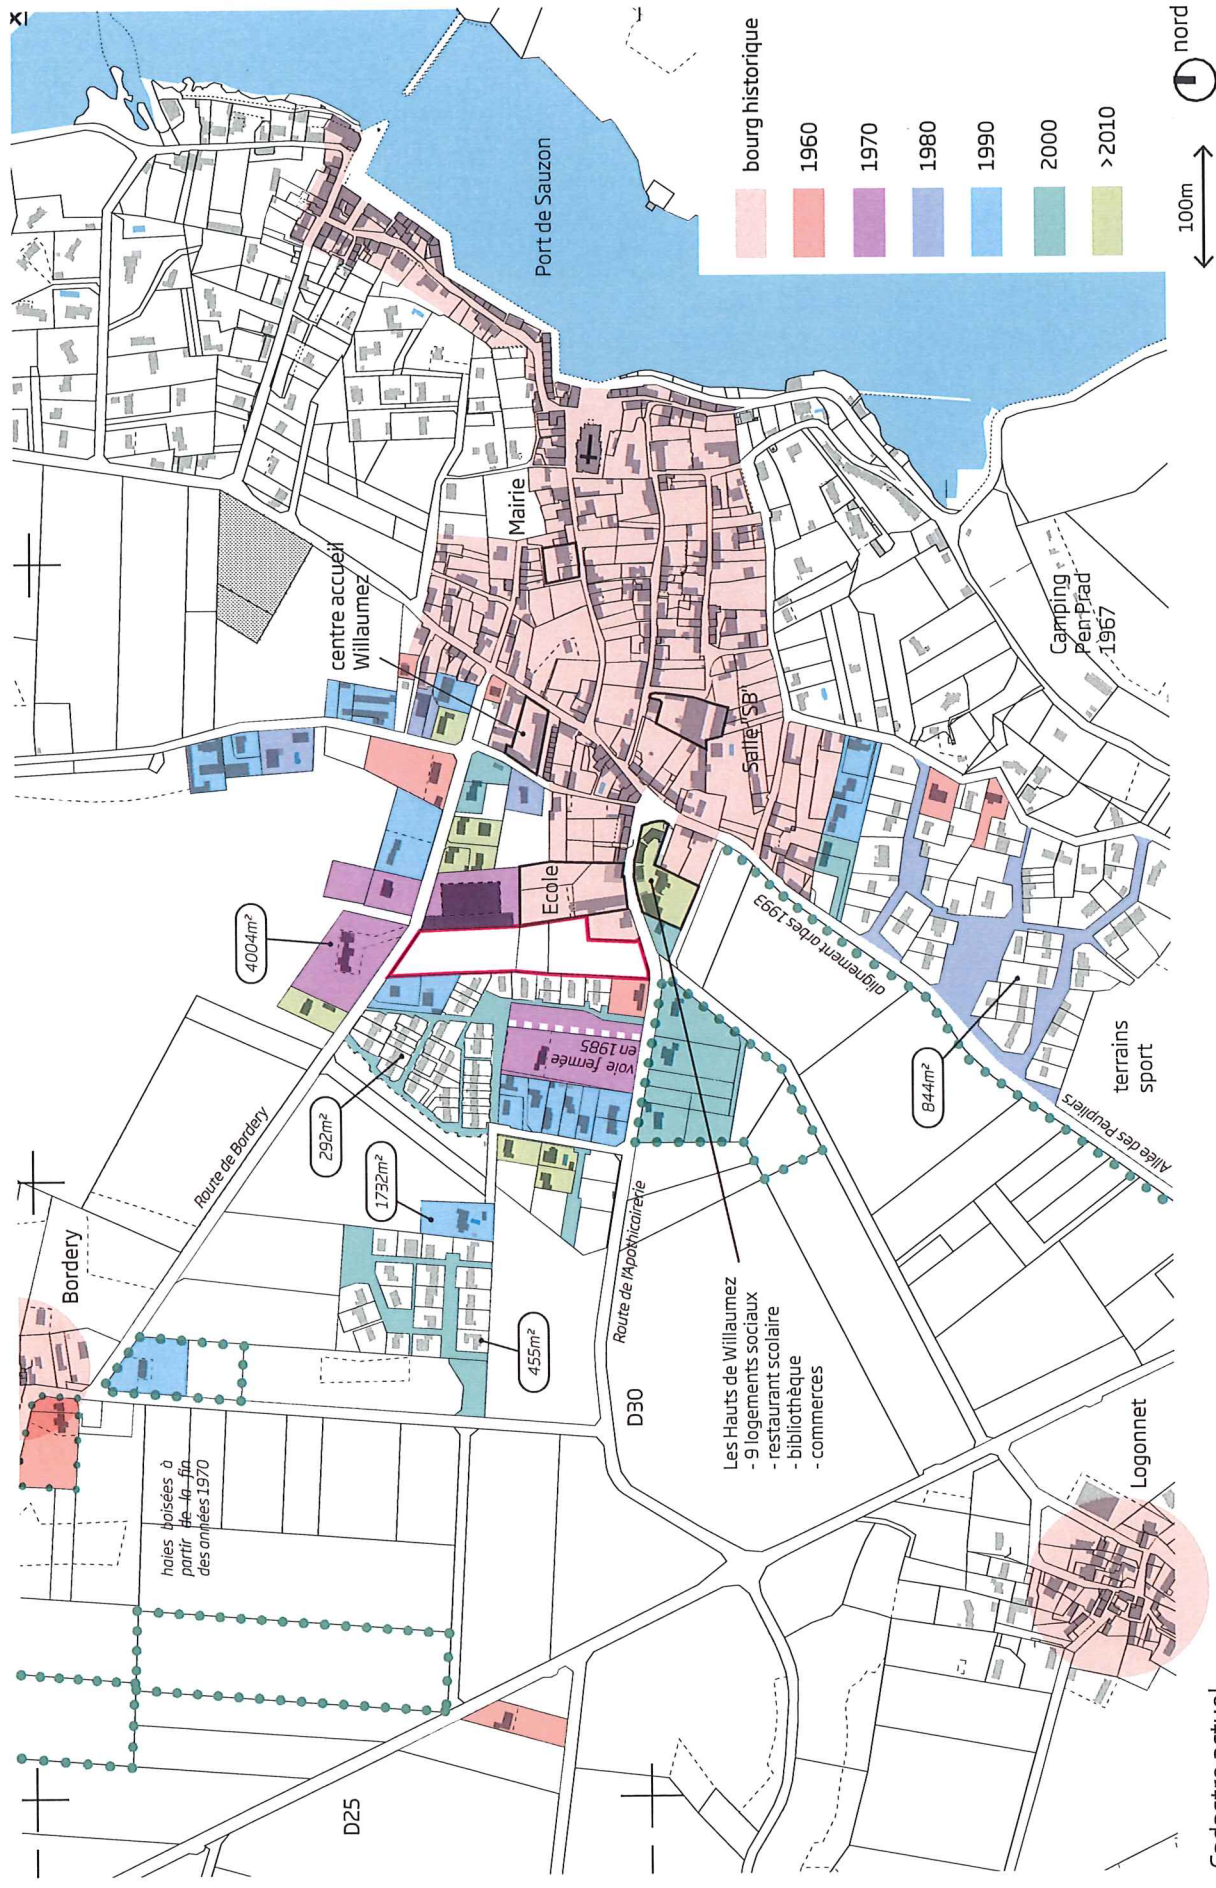 Port de Sauzon
bourg historique
1960
1970
1980
1990
2000
>2010
100m
nord
centre accueil
Willaumez
Mairie
Salle "SB"
Camping
Pen Prad
1967
Ecole
4004m²
292m²
1732m²
455m²
844m²
voie fermée
en 1985
alignement arbes 1993
terrains
sport
Allée des Peupliers
Route de Bordery
Bordery
Route de l'Apothicairerie
haies boisées à
partir de la fin
des années 1970
D30
D25
Les Hauts de Willaumez
- 9 logements sociaux
- restaurant scolaire
- bibliothèque
- commerces
Logonnet
Cadastre actuel